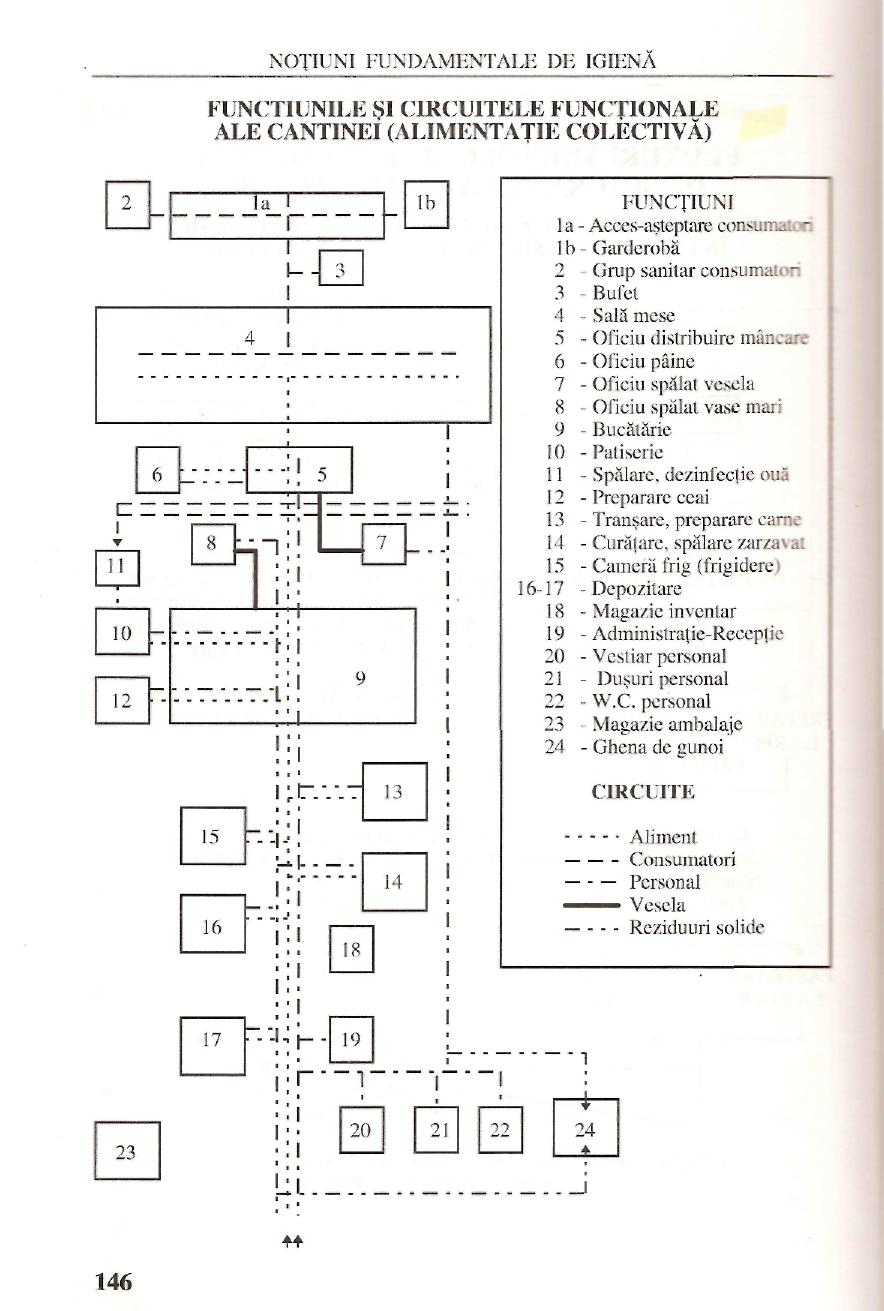 NOȚIUNI FUNDAMENTALE DE IGIENĂ
FUNCTIUNILE ȘI CIRCUITELE FUNCȚIONALE
ALE CANTINEI (ALIMENTAȚIE COLECTIVĂ)
2
1a
1b
3
4
6
5
8
7
11
10
9
12
13
15
14
16
18
17
19
20
21
22
24
23
FUNCȚIUNI
1a - Acces-așteptare consumatori
1b - Garderobă
2 - Grup sanitar consumatori
3 - Bufet
4 - Sală mese
5 - Oficiu distribuire mâncare
6 - Oficiu pâine
7 - Oficiu spălat vesela
8 - Oficiu spălat vase mari
9 - Bucătărie
10 - Patiserie
11 - Spălare, dezinfecție ouă
12 - Preparare ceai
13 - Tranșare, preparare carne
14 - Curățare, spălare zarzavat
15 - Cameră frig (frigidere)
16-17 - Depozitare
18 - Magazie inventar
19 - Administrație-Recepție
20 - Vestiar personal
21 - Dușuri personal
22 - W.C. personal
23 - Magazie ambalaje
24 - Ghena de gunoi
CIRCUITE
Aliment
Consumatori
Personal
Vesela
Reziduuri solide
146